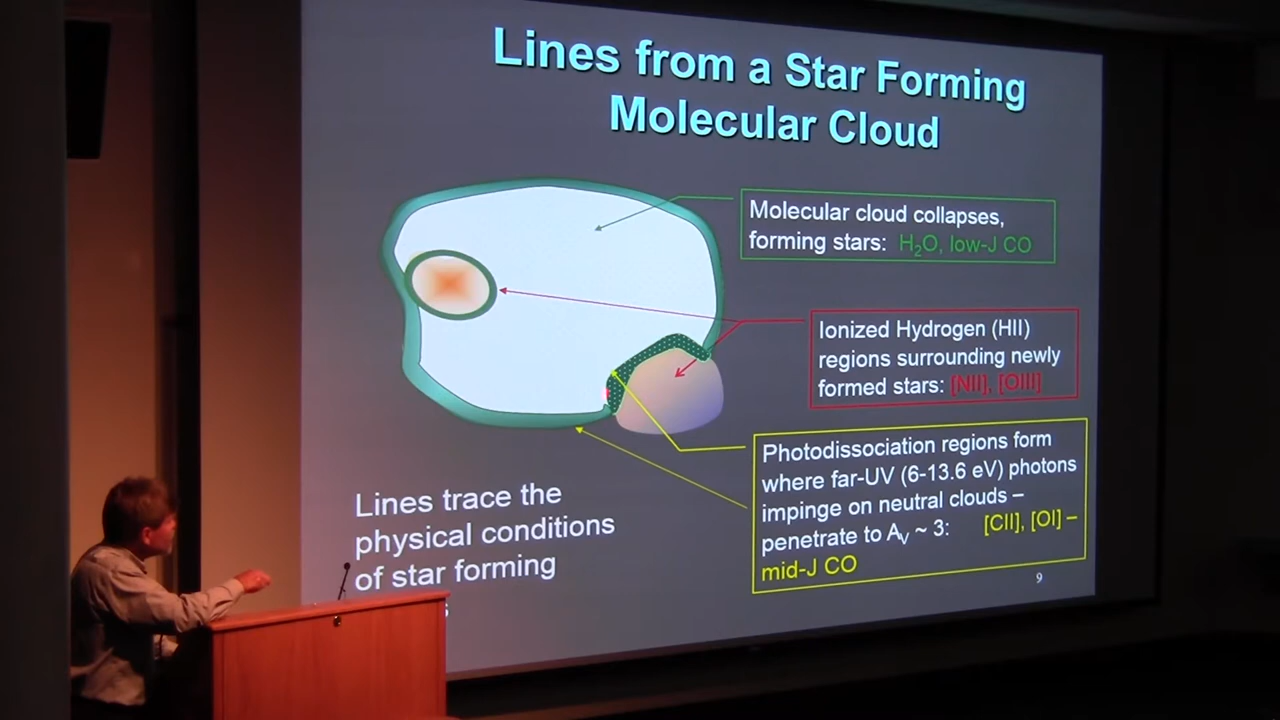 Lines from a Star Forming
Molecular Cloud
Molecular cloud collapses,
forming stars: H₂O, low-J CO
Ionized Hydrogen (HII)
regions surrounding newly
formed stars: [NII], [OIII]
Photodissociation regions form
where far-UV (6-13.6 eV) photons
impinge on neutral clouds –
penetrate to Aᵥ ~ 3: [CII], [OI] –
mid-J CO
Lines trace the
physical conditions
of star forming
9